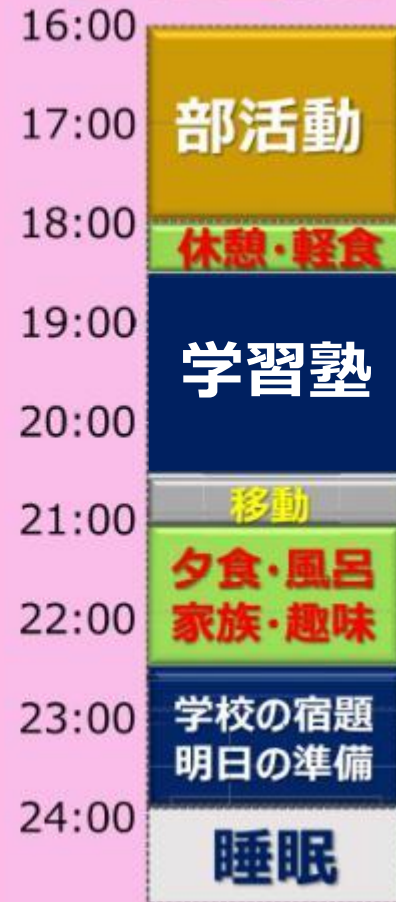 16:00
17:00
部活動
18:00
休憩・軽食
19:00
学習塾
20:00
移動
21:00
夕食・風呂
22:00
家族・趣味
23:00
学校の宿題
明日の準備
24:00
睡眠